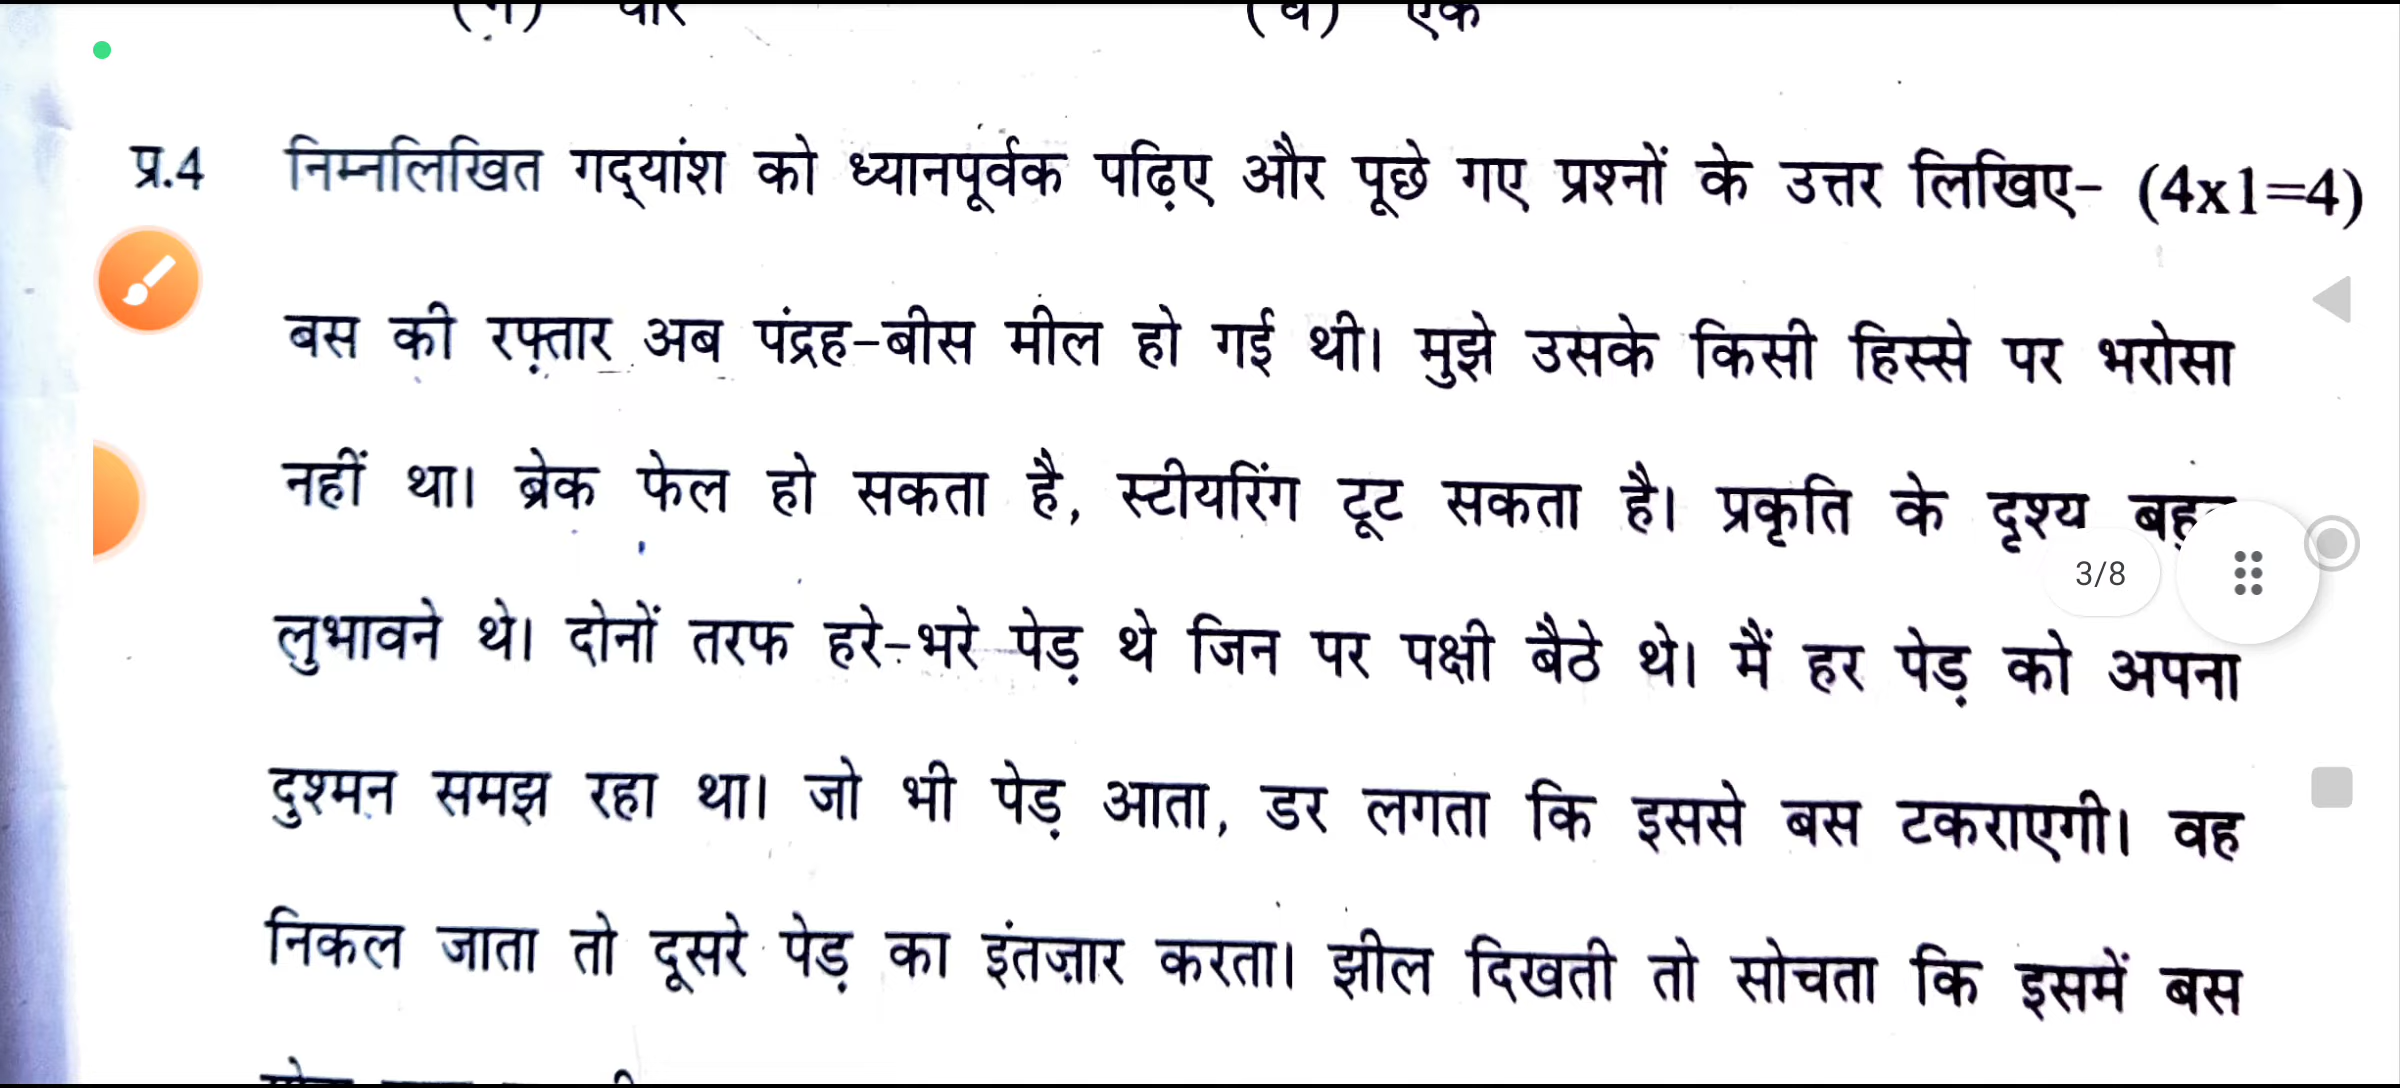 प्र.4 निम्नलिखित गद्यांश को ध्यानपूर्वक पढ़िए और पूछे गए प्रश्नों के उत्तर लिखिए- (4x1=4)
बस की रफ़्तार अब पंद्रह-बीस मील हो गई थी। मुझे उसके किसी हिस्से पर भरोसा
नहीं था। ब्रेक फेल हो सकता है, स्टीयरिंग टूट सकता है। प्रकृति के दृश्य
3/8
लुभावने थे। दोनों तरफ हरे-भरे पेड़ थे जिन पर पक्षी बैठे थे। मैं हर पेड़ को अपना
दुश्मन समझ रहा था। जो भी पेड़ आता, डर लगता कि इससे बस टकराएगी। वह
निकल जाता तो दूसरे पेड़ का इंतज़ार करता। झील दिखती तो सोचता कि इसमें बस